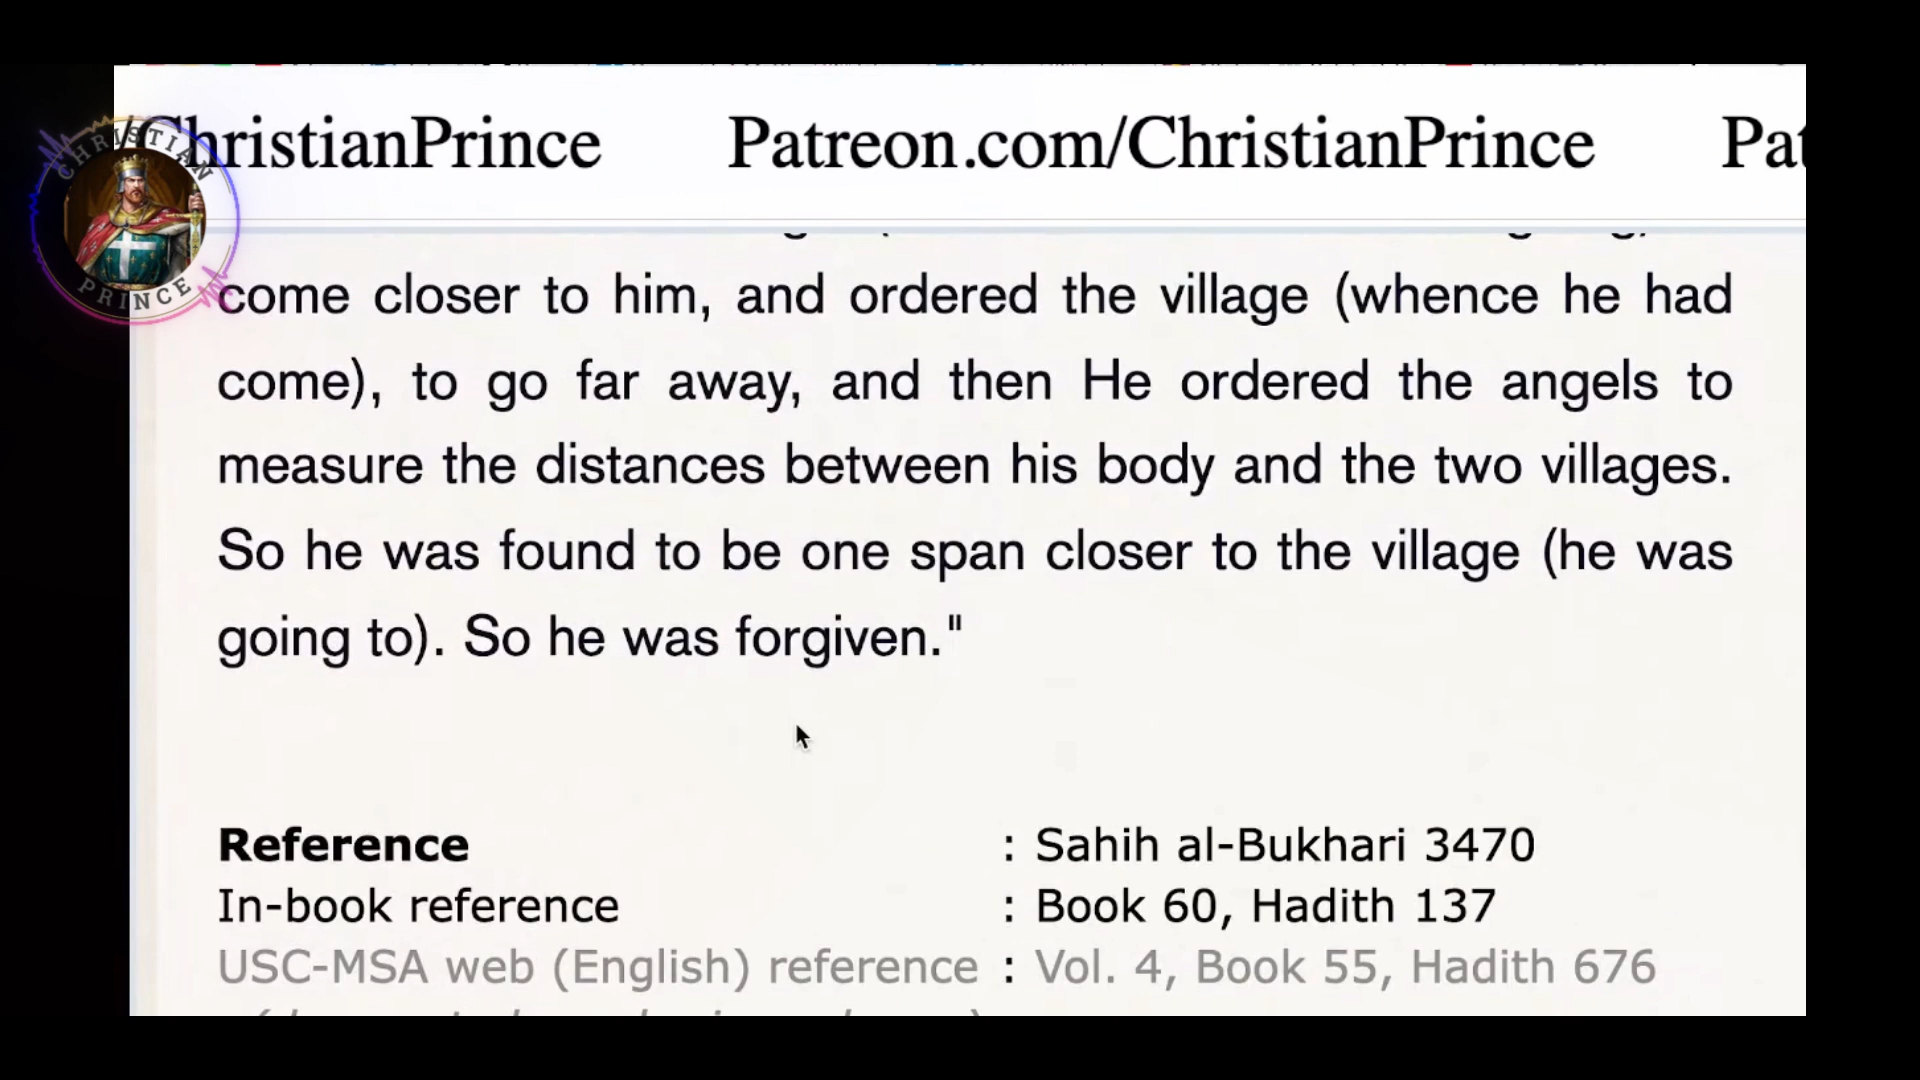 /ChristianPrince Patreon.com/ChristianPrince Pat
CHRISTIAN
PRINCE
come closer to him, and ordered the village (whence he had
come), to go far away, and then He ordered the angels to
measure the distances between his body and the two villages.
So he was found to be one span closer to the village (he was
going to). So he was forgiven."
Reference : Sahih al-Bukhari 3470
In-book reference : Book 60, Hadith 137
USC-MSA web (English) reference : Vol. 4, Book 55, Hadith 676